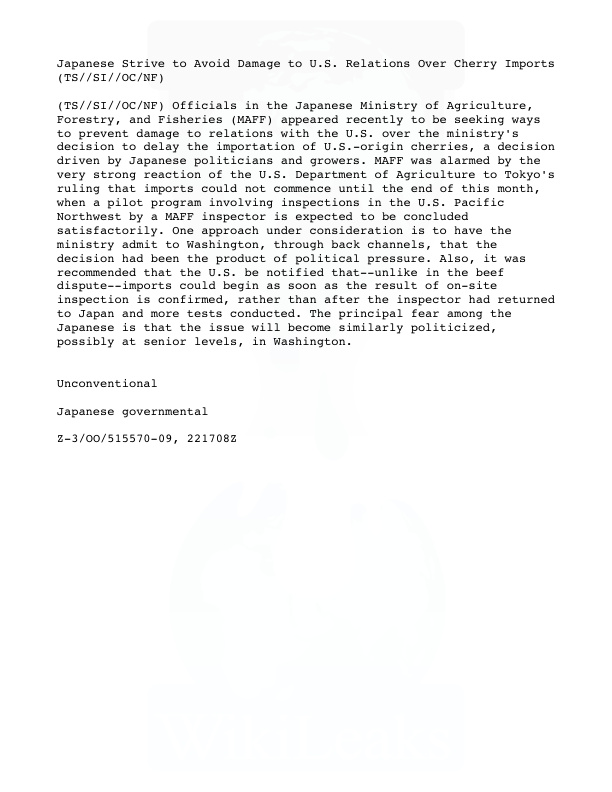 Japanese Strive to Avoid Damage to U.S. Relations Over Cherry Imports
(TS//SI//OC/NF)
(TS//SI//OC/NF) Officials in the Japanese Ministry of Agriculture,
Forestry, and Fisheries (MAFF) appeared recently to be seeking ways
to prevent damage to relations with the U.S. over the ministry's
decision to delay the importation of U.S.-origin cherries, a decision
driven by Japanese politicians and growers. MAFF was alarmed by the
very strong reaction of the U.S. Department of Agriculture to Tokyo's
ruling that imports could not commence until the end of this month,
when a pilot program involving inspections in the U.S. Pacific
Northwest by a MAFF inspector is expected to be concluded
satisfactorily. One approach under consideration is to have the
ministry admit to Washington, through back channels, that the
decision had been the product of political pressure. Also, it was
recommended that the U.S. be notified that--unlike in the beef
dispute--imports could begin as soon as the result of on-site
inspection is confirmed, rather than after the inspector had returned
to Japan and more tests conducted. The principal fear among the
Japanese is that the issue will become similarly politicized,
possibly at senior levels, in Washington.
Unconventional
Japanese governmental
Z-3/OO/515570-09, 221708Z